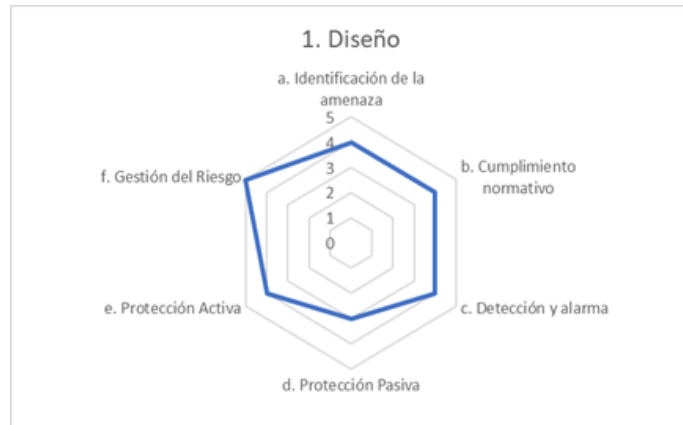 1. Diseño
a. Identificación de la
amenaza
5
4
3
2
1
0
b. Cumplimiento
normativo
c. Detección y alarma
d. Protección Pasiva
e. Protección Activa
f. Gestión del Riesgo